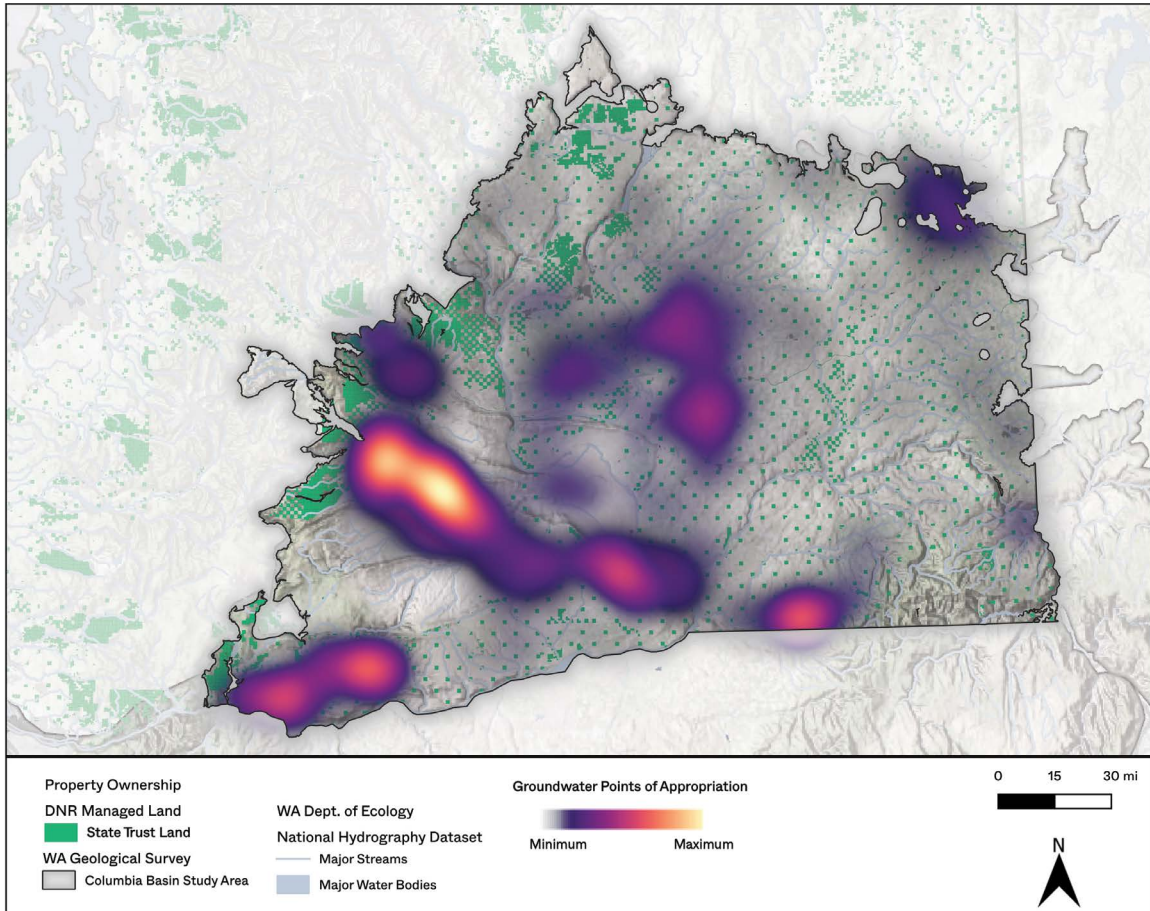 Property Ownership
DNR Managed Land
State Trust Land
WA Geological Survey
Columbia Basin Study Area
WA Dept. of Ecology
National Hydrography Dataset
Major Streams
Major Water Bodies
Groundwater Points of Appropriation
Minimum Maximum
0 15 30 mi
N